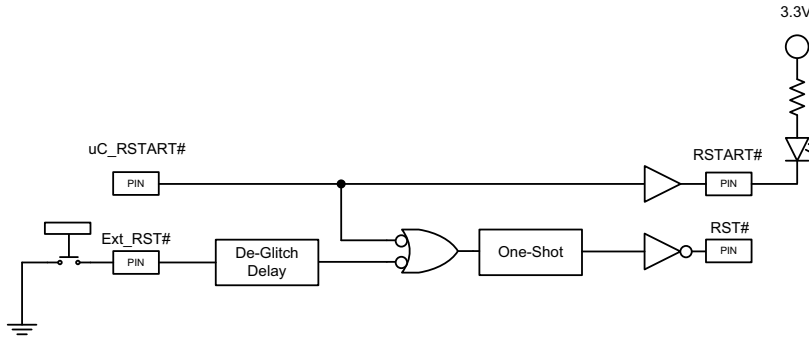 3.3V
uC_RSTART#
RSTART#
PIN
PIN
Ext_RST#
RST#
PIN
De-Glitch
Delay
One-Shot
PIN